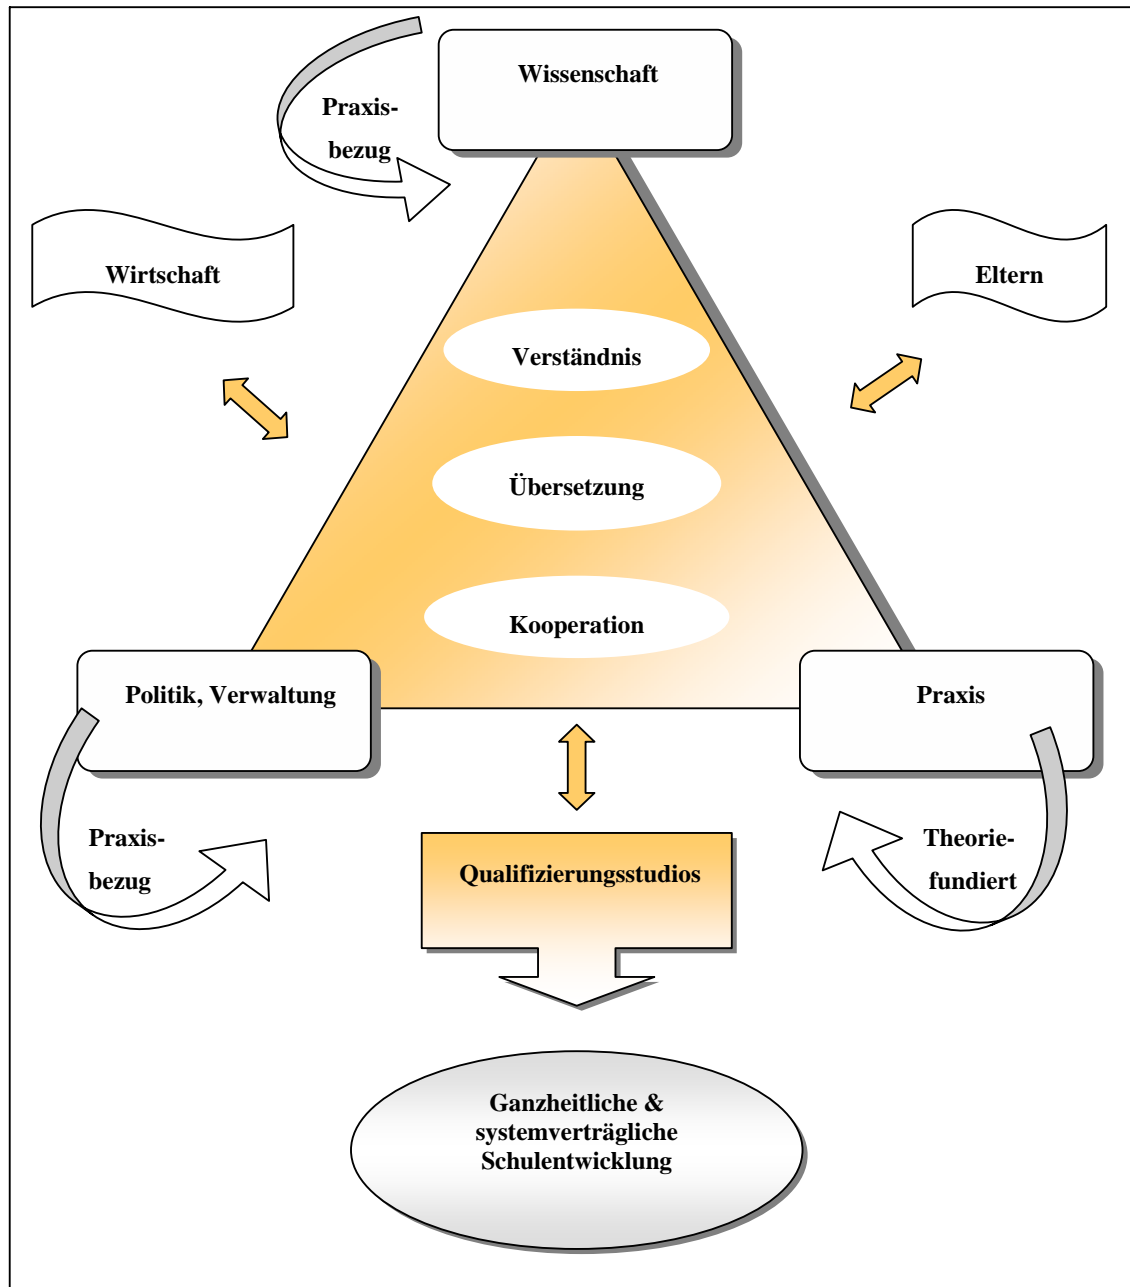 Wissenschaft
Praxis-
bezug
Wirtschaft
Eltern
Verständnis
Übersetzung
Kooperation
Politik, Verwaltung
Praxis
Praxis-
bezug
Theorie-
fundiert
Qualifizierungsstudios
Ganzheitliche &
systemverträgliche
Schulentwicklung